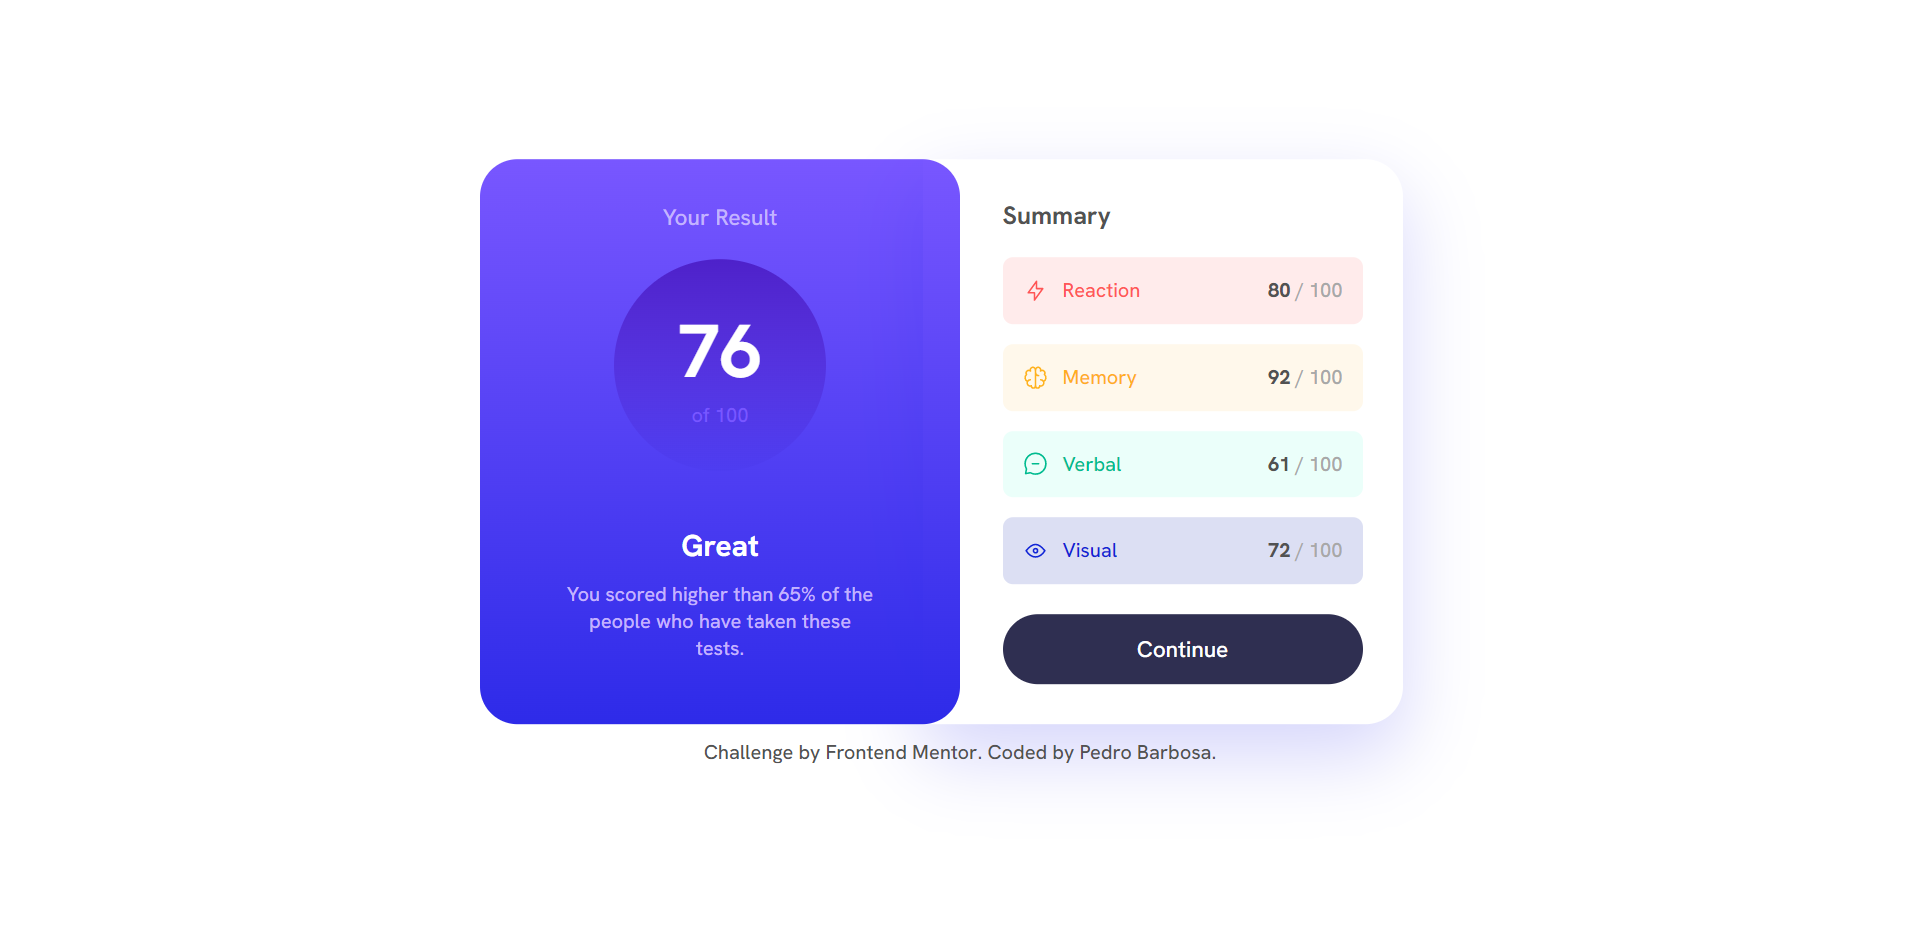 Your Result
76
of 100
Great
You scored higher than 65% of the
people who have taken these
tests.
Summary
Reaction 80 / 100
Memory 92 / 100
Verbal 61 / 100
Visual 72 / 100
Continue
Challenge by Frontend Mentor. Coded by Pedro Barbosa.